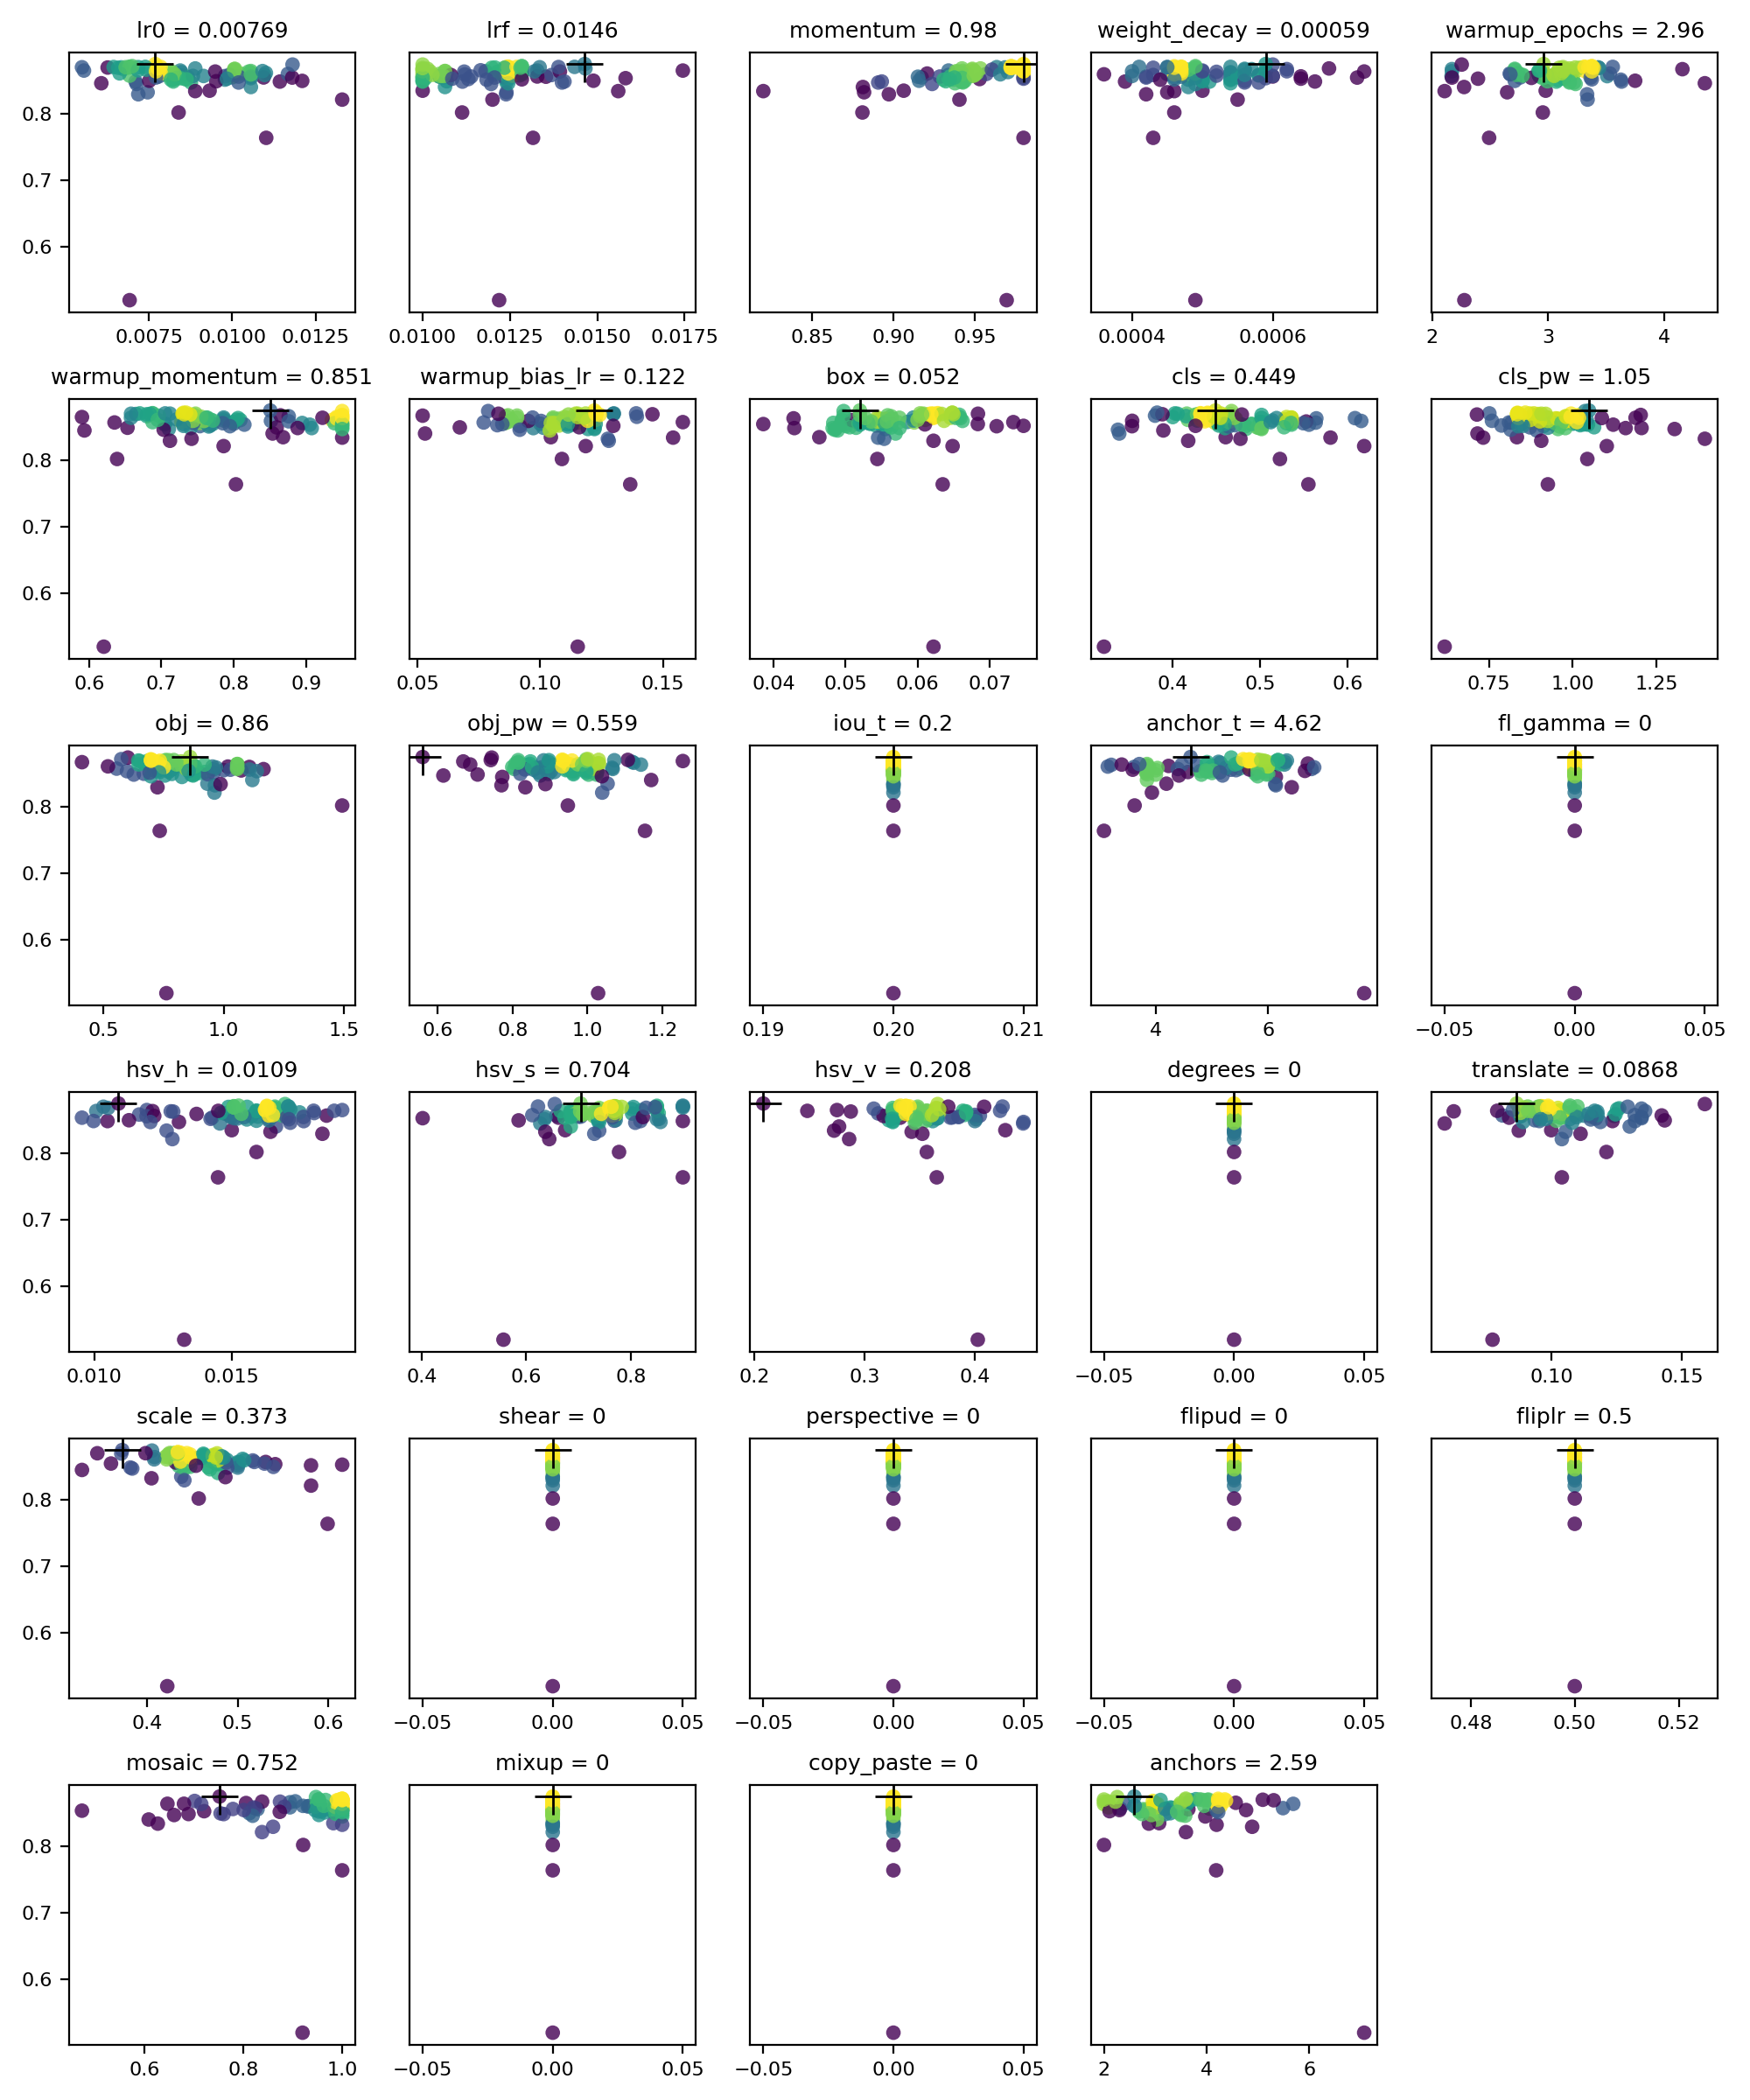 lr0 = 0.00769 lrf = 0.0146 momentum = 0.98 weight_decay = 0.00059 warmup_epochs = 2.96
0.8
0.7
0.6
0.0075 0.0100 0.0125 0.0100 0.0125 0.0150 0.0175 0.85 0.90 0.95 0.0004 0.0006 2 3 4
warmup_momentum = 0.851 warmup_bias_lr = 0.122 box = 0.052 cls = 0.449 cls_pw = 1.05
0.8
0.7
0.6
0.6 0.7 0.8 0.9 0.05 0.10 0.15 0.04 0.05 0.06 0.07 0.4 0.5 0.6 0.75 1.00 1.25
obj = 0.86 obj_pw = 0.559 iou_t = 0.2 anchor_t = 4.62 fl_gamma = 0
0.8
0.7
0.6
0.5 1.0 1.5 0.6 0.8 1.0 1.2 0.19 0.20 0.21 4 6 −0.05 0.00 0.05
hsv_h = 0.0109 hsv_s = 0.704 hsv_v = 0.208 degrees = 0 translate = 0.0868
0.8
0.7
0.6
0.010 0.015 0.4 0.6 0.8 0.2 0.3 0.4 −0.05 0.00 0.05 0.10 0.15
scale = 0.373 shear = 0 perspective = 0 flipud = 0 fliplr = 0.5
0.8
0.7
0.6
0.4 0.5 0.6 −0.05 0.00 0.05 −0.05 0.00 0.05 −0.05 0.00 0.05 0.48 0.50 0.52
mosaic = 0.752 mixup = 0 copy_paste = 0 anchors = 2.59
0.8
0.7
0.6
0.6 0.8 1.0 −0.05 0.00 0.05 −0.05 0.00 0.05 2 4 6